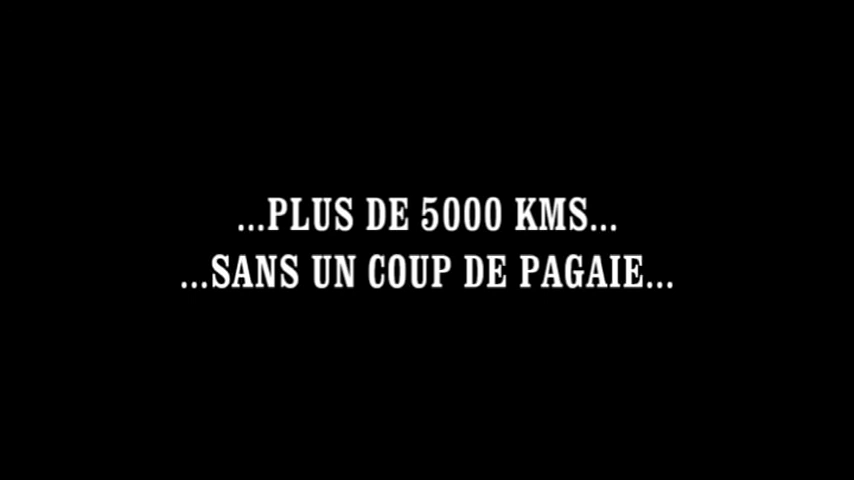 ...PLUS DE 5000 KMS...
...SANS UN COUP DE PAGAIE...